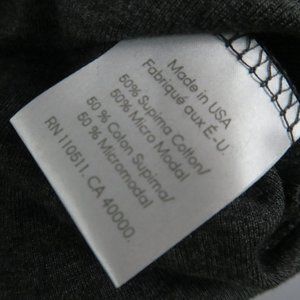 Made in USA
Fabriqué aux É-U.
50% Supima Cotton/
50% Micro Modal
50 % Coton Supima/
50 % Micromodal
RN 110511. CA 40000.